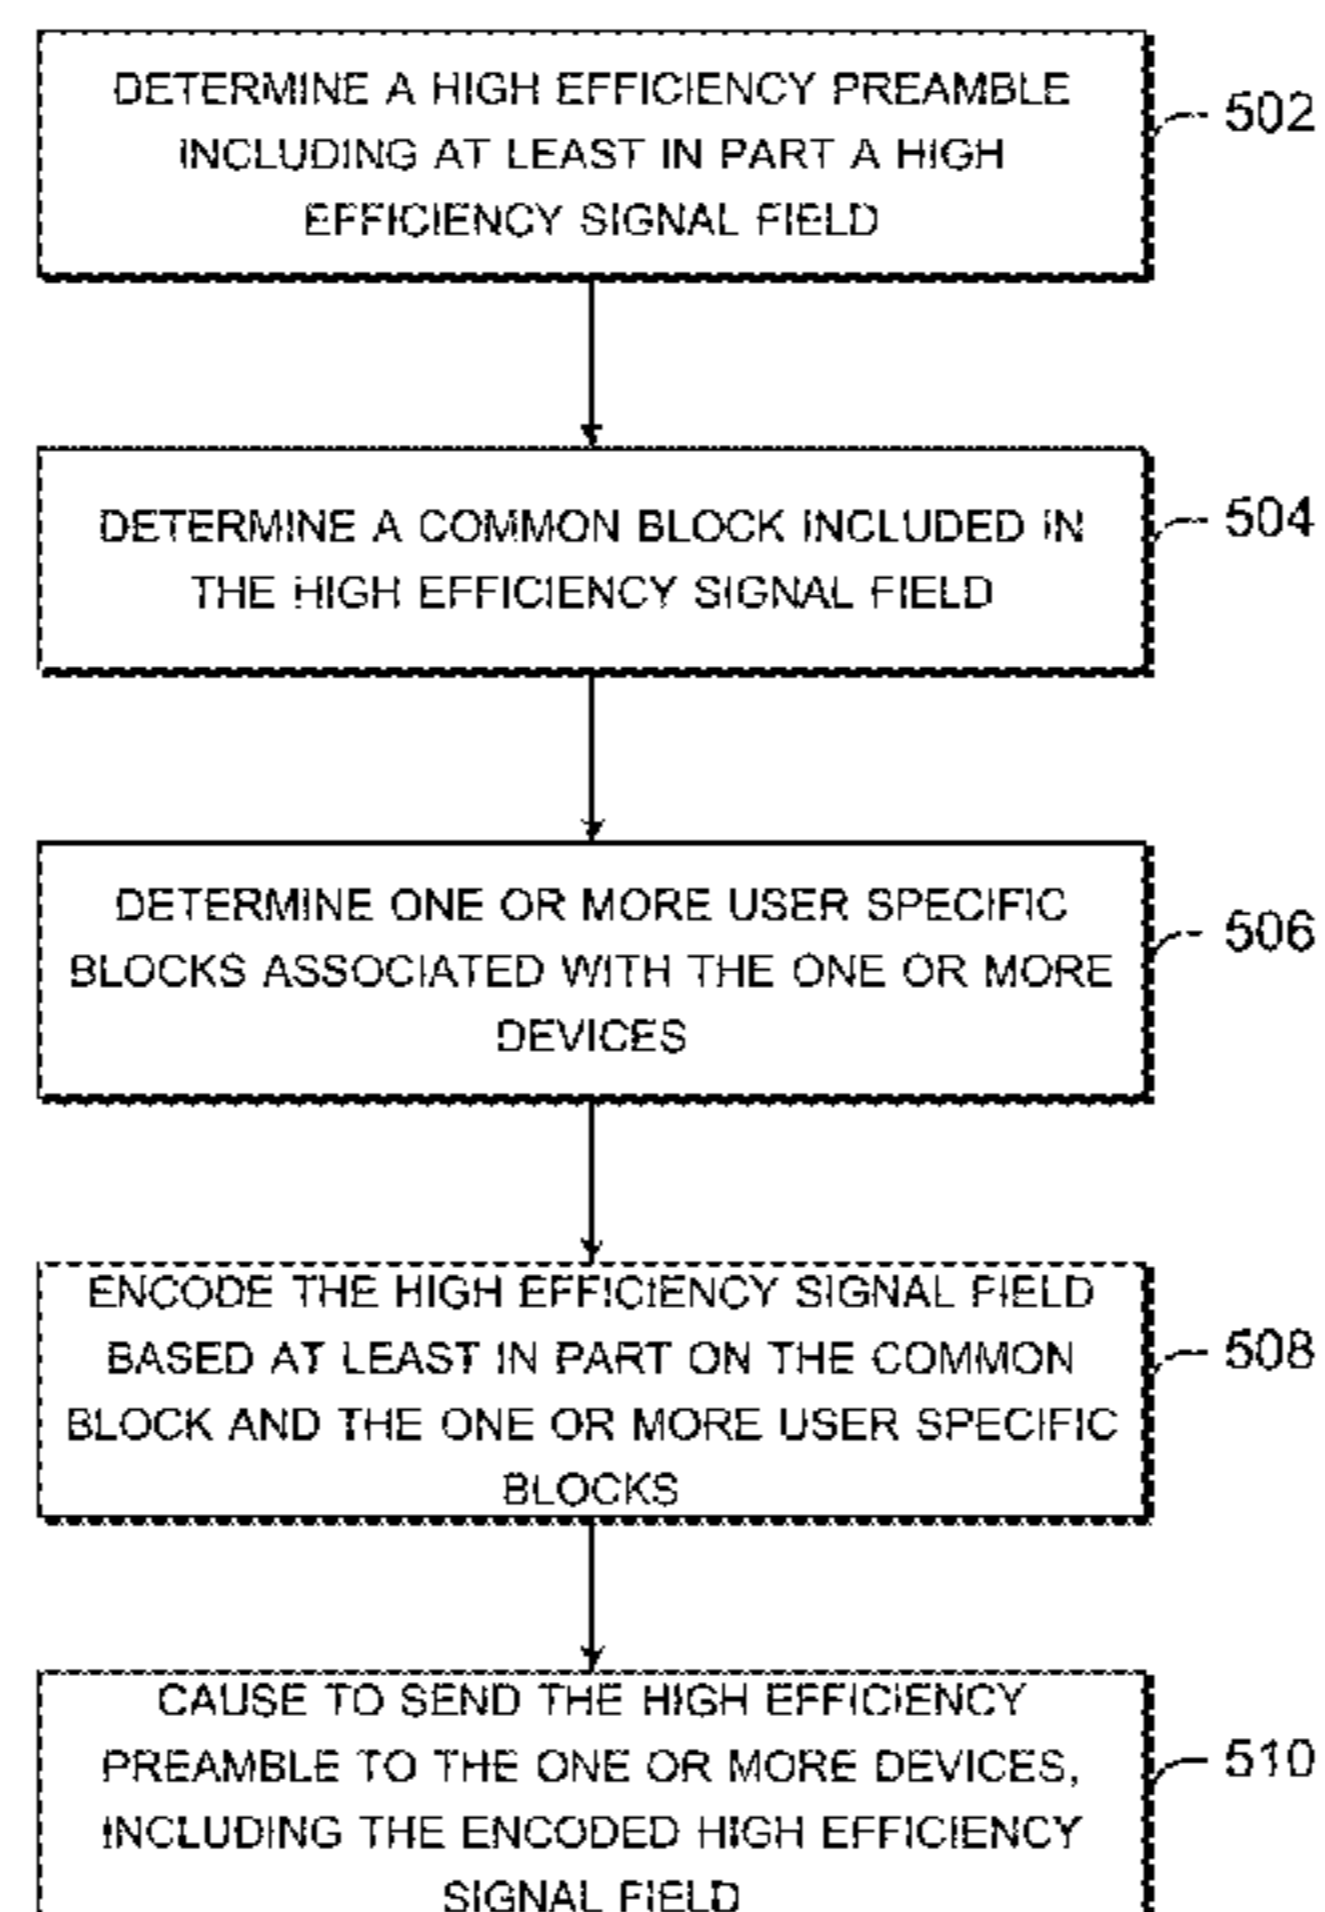 DETERMINE A HIGH EFFICIENCY PREAMBLE
INCLUDING AT LEAST IN PART A HIGH
EFFICIENCY SIGNAL FIELD
502
DETERMINE A COMMON BLOCK INCLUDED IN
THE HIGH EFFICIENCY SIGNAL FIELD
504
DETERMINE ONE OR MORE USER SPECIFIC
BLOCKS ASSOCIATED WITH THE ONE OR MORE
DEVICES
506
ENCODE THE HIGH EFFICIENCY SIGNAL FIELD
BASED AT LEAST IN PART ON THE COMMON
BLOCK AND THE ONE OR MORE USER SPECIFIC
BLOCKS
508
CAUSE TO SEND THE HIGH EFFICIENCY
PREAMBLE TO THE ONE OR MORE DEVICES,
INCLUDING THE ENCODED HIGH EFFICIENCY
SIGNAL FIELD
510